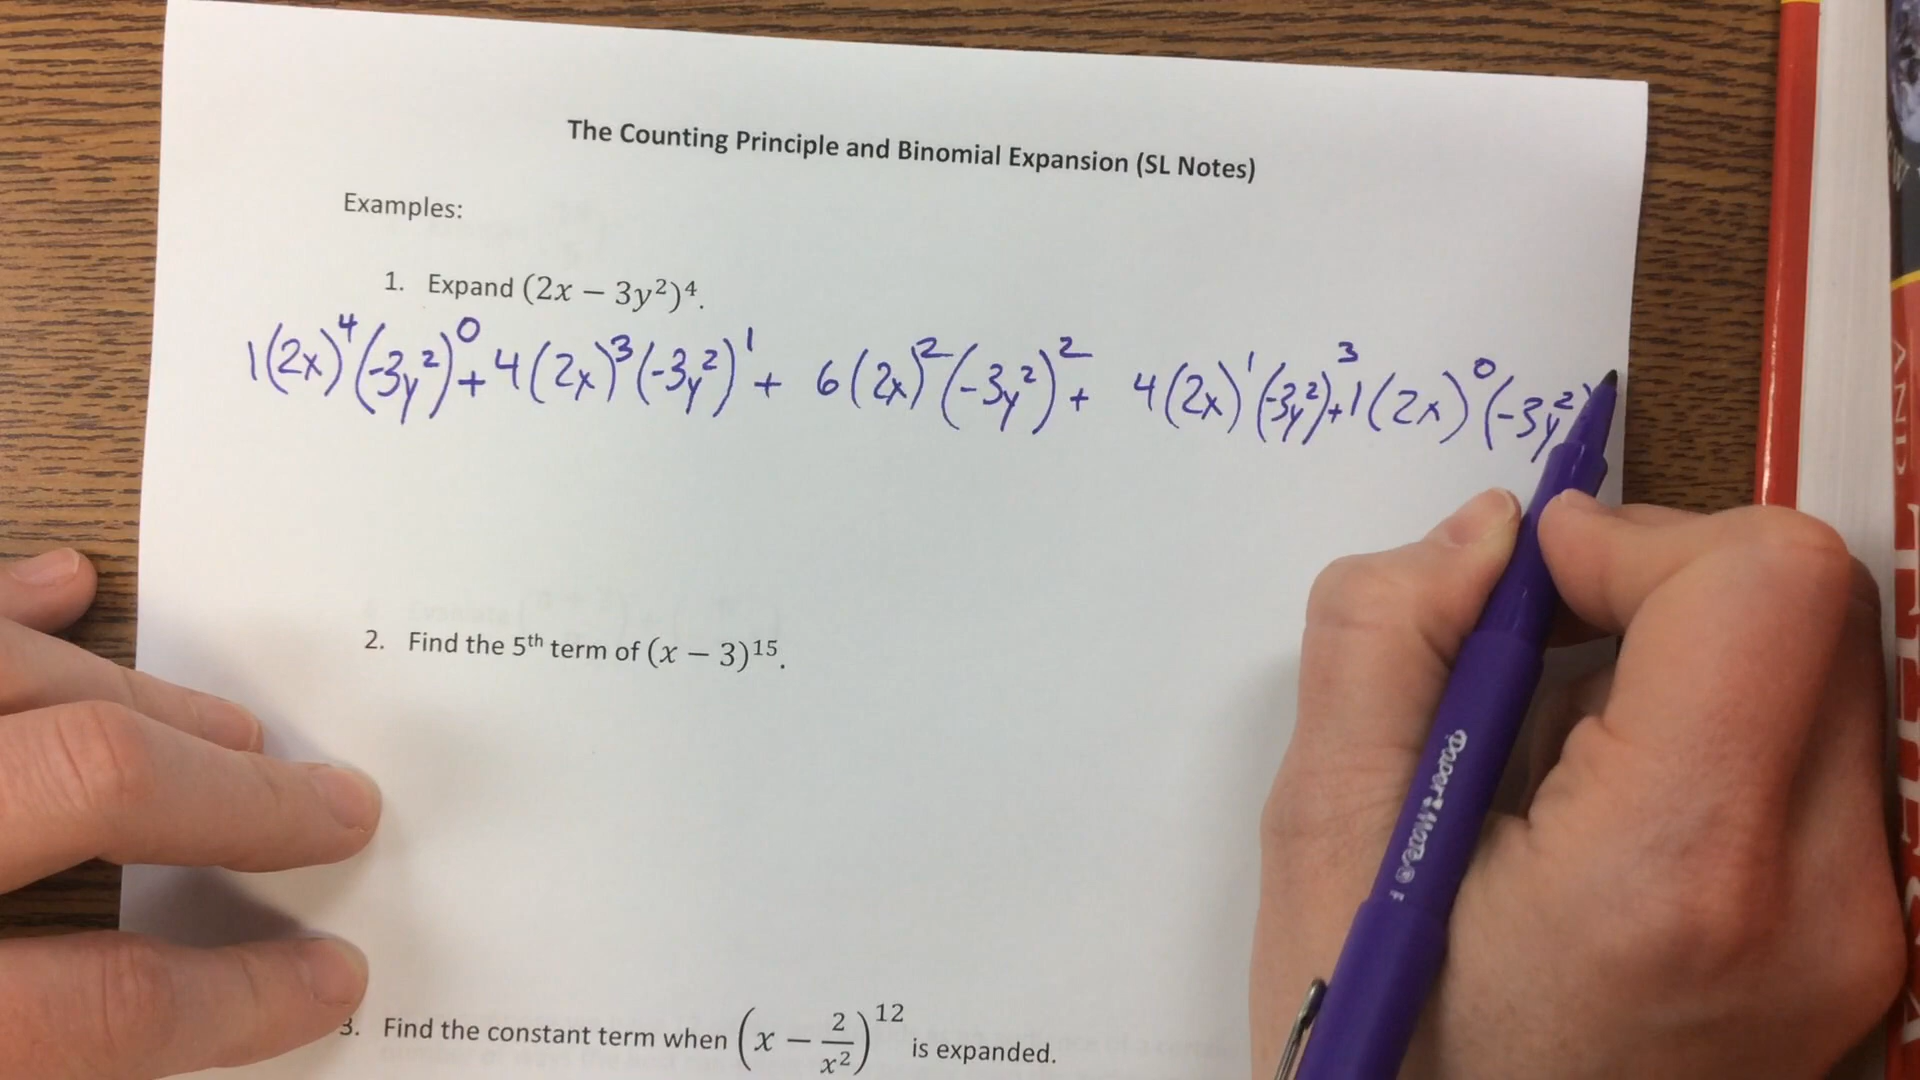 The Counting Principle and Binomial Expansion (SL Notes)
Examples:
1. Expand (2x − 3y²)⁴.
1(2x)⁴(-3y²)⁰+4(2x)³(-3y²)¹+ 6(2x)²(-3y²)²+ 4(2x)¹(-3y²)³+1(2x)⁰(-3y²)
2. Find the 5th term of (x − 3)¹⁵.
3. Find the constant term when (x − 2/x²)¹² is expanded.
AND